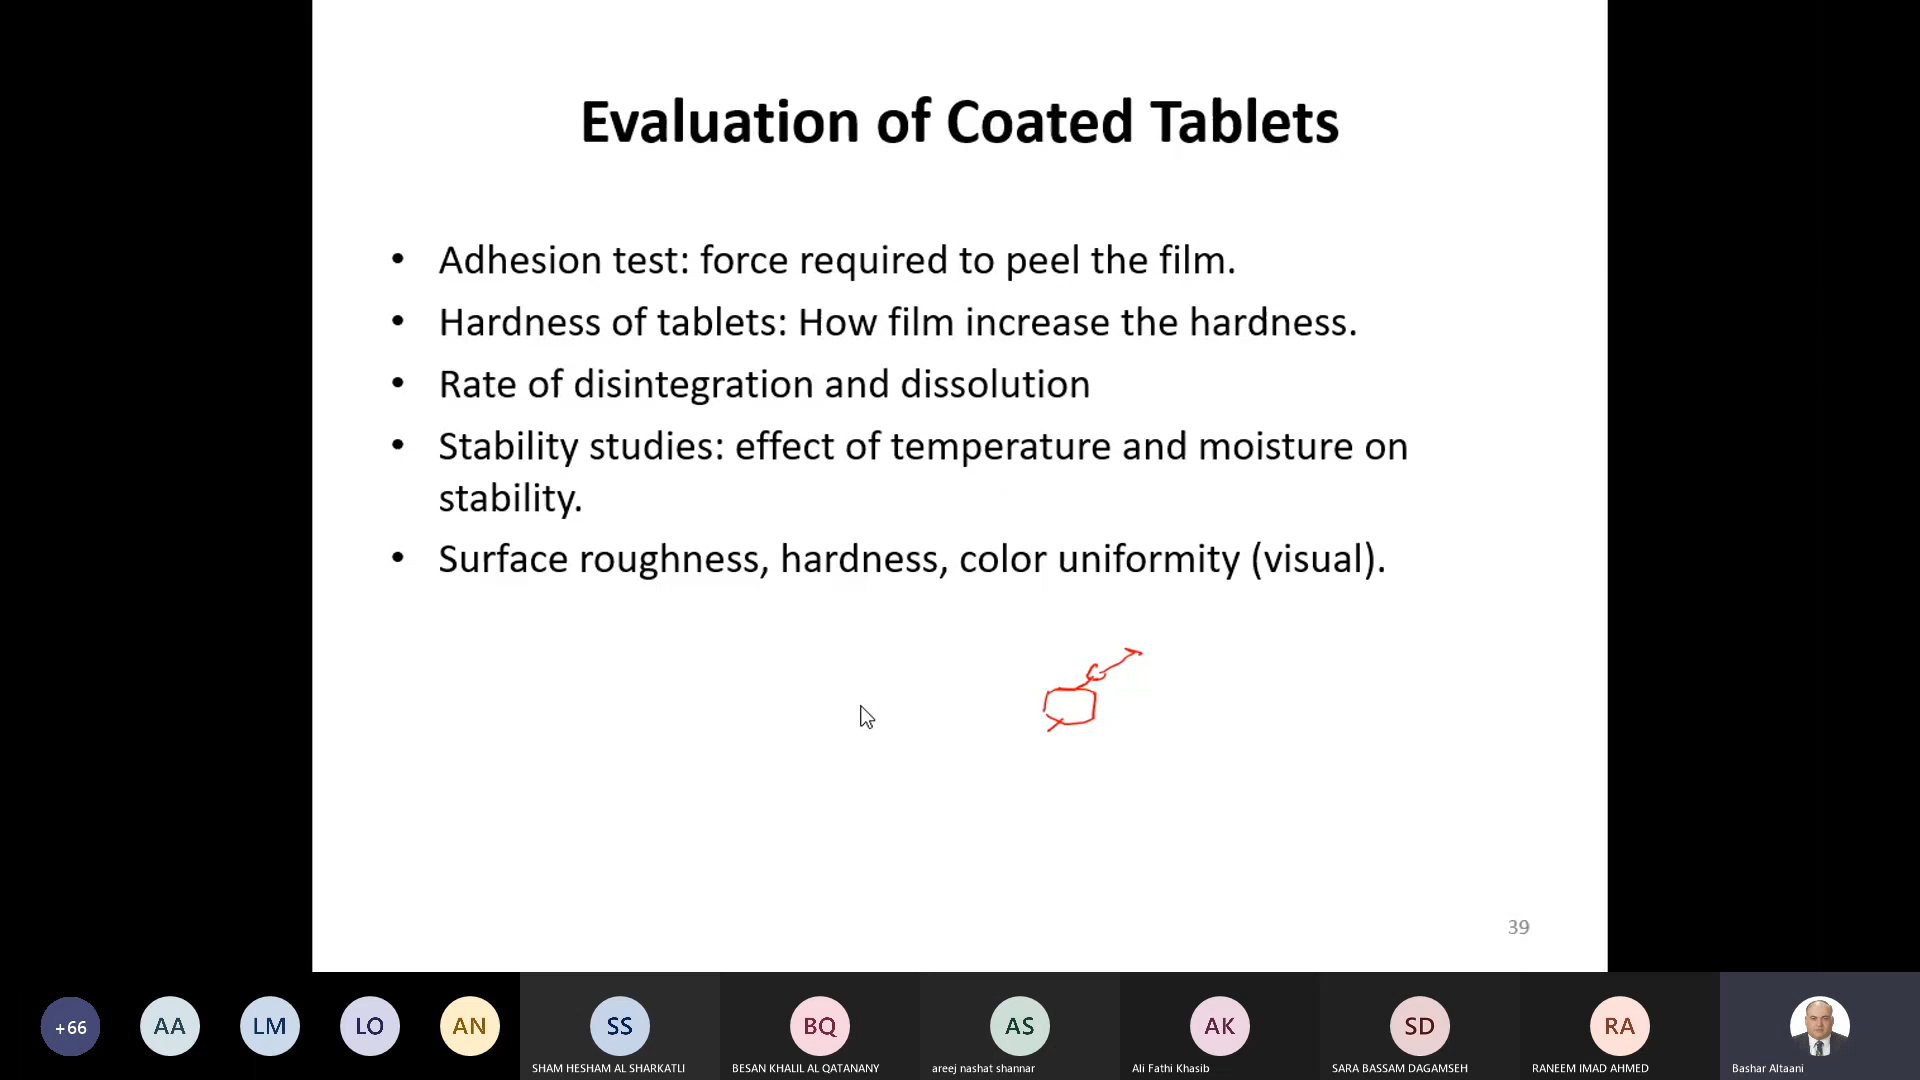 Evaluation of Coated Tablets
• Adhesion test: force required to peel the film.
• Hardness of tablets: How film increase the hardness.
• Rate of disintegration and dissolution
• Stability studies: effect of temperature and moisture on
stability.
• Surface roughness, hardness, color uniformity (visual).
39
+66
AA
LM
LO
AN
SS
BQ
AS
AK
SD
RA
SHAM HESHAM AL SHARKATLI
BESAN KHALIL AL QATANANY
areej nashat shannar
Ali Fathi Khasib
SARA BASSAM DAGAMSEH
RANEEM IMAD AHMED
Bashar Altaani